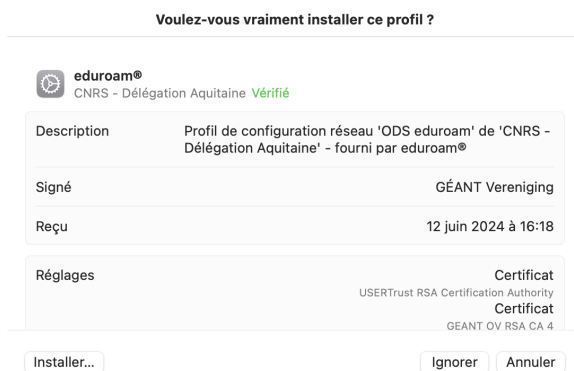 Voulez-vous vraiment installer ce profil ?
eduroam®
CNRS - Délégation Aquitaine Vérifié
Description
Profil de configuration réseau 'ODS eduroam' de 'CNRS -
Délégation Aquitaine' - fourni par eduroam®
Signé
GÉANT Vereniging
Reçu
12 juin 2024 à 16:18
Réglages
Certificat
USERTrust RSA Certification Authority
Certificat
GEANT OV RSA CA 4
Installer...
Ignorer
Annuler